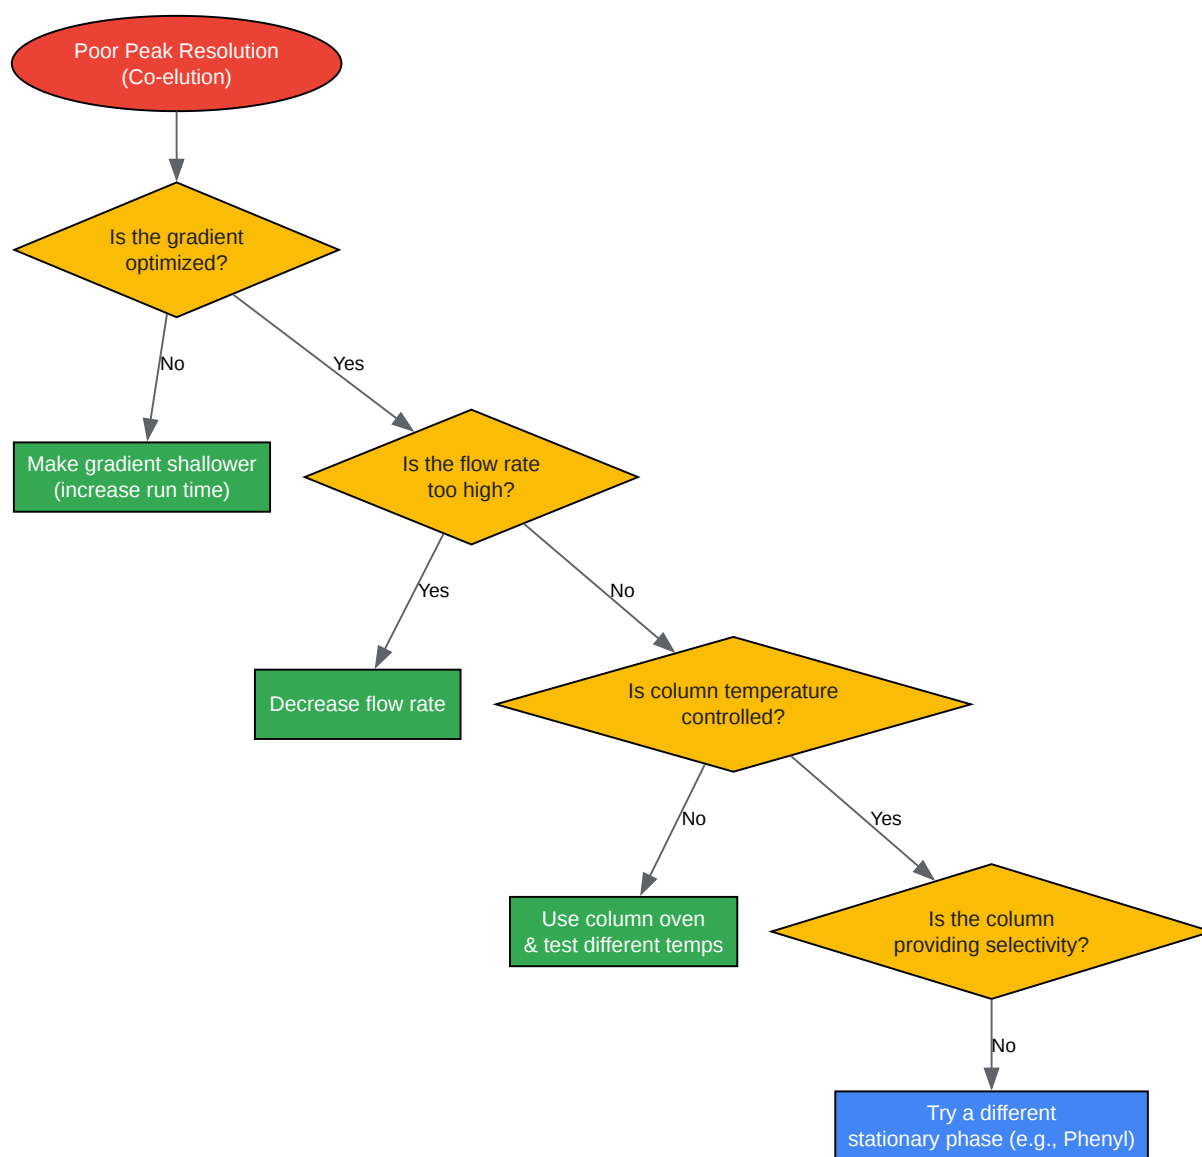 Poor Peak Resolution
(Co-elution)
Is the gradient
optimized?
No
Yes
Make gradient shallower
(increase run time)
Is the flow rate
too high?
Yes
No
Decrease flow rate
Is column temperature
controlled?
No
Yes
Use column oven
& test different temps
Is the column
providing selectivity?
No
Try a different
stationary phase (e.g., Phenyl)